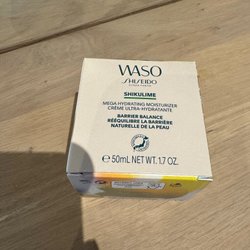 WASO
SHISEIDO
SHIKULIME
MEGA HYDRATING MOISTURIZER
CRÈME ULTRA-HYDRATANTE
BARRIER BALANCE
RÉÉQUILIBRE LA BARRIÈRE
NATURELLE DE LA PEAU
℮ 50mL NET WT. 1.7 OZ.